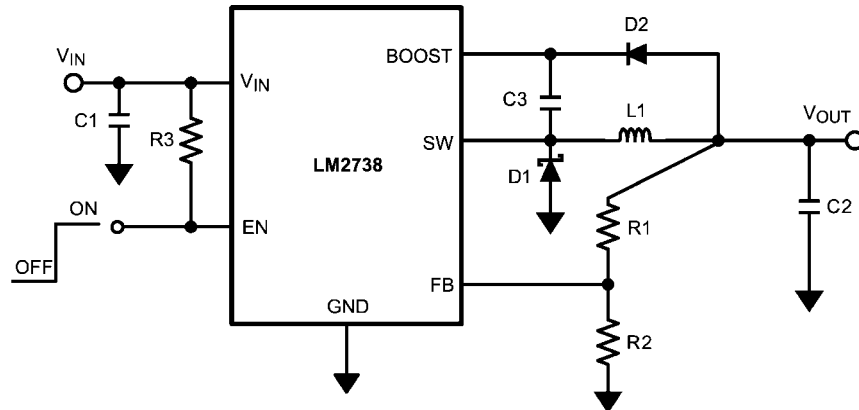 D2
BOOST
VIN
VIN
C3
L1
VOUT
C1
R3
SW
LM2738
D1
ON
EN
R1
C2
OFF
FB
GND
R2